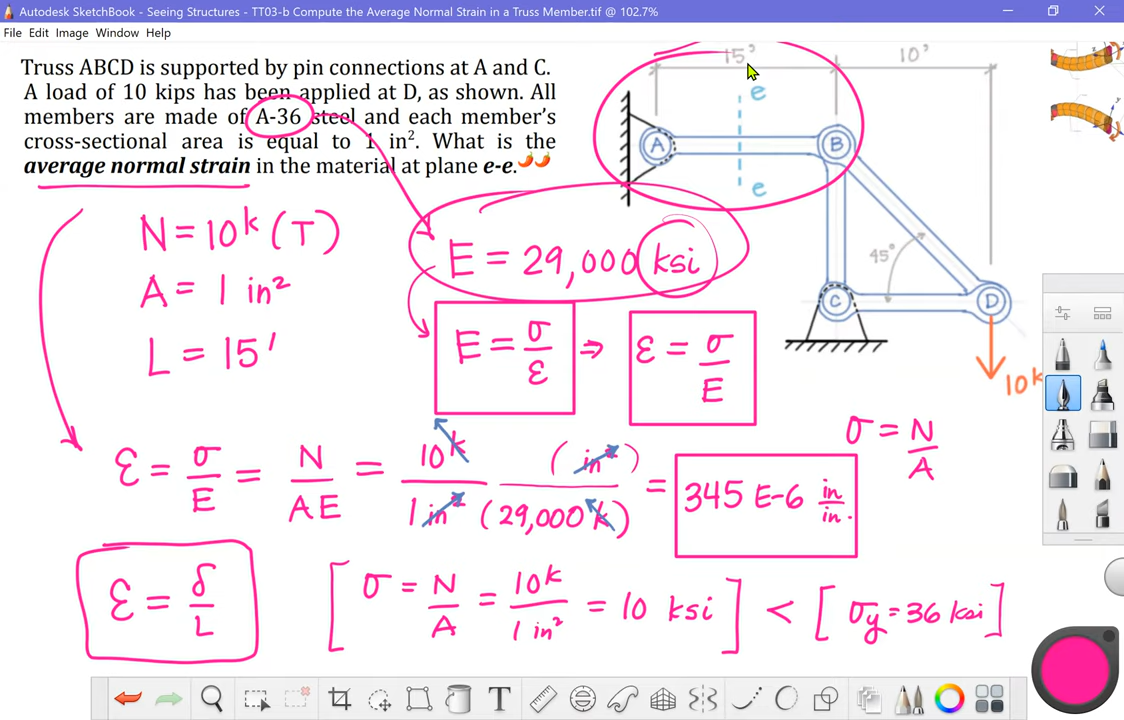 Autodesk SketchBook - Seeing Structures - TT03-b Compute the Average Normal Strain in a Truss Member.tif @ 102.7%
File Edit Image Window Help
Truss ABCD is supported by pin connections at A and C.
A load of 10 kips has been applied at D, as shown. All
members are made of A-36 steel and each member's
cross-sectional area is equal to 1 in². What is the
average normal strain in the material at plane e-e.
15' 10'
e
A B
e
45°
C D
10k
N = 10k (T)
A = 1 in²
L = 15'
E = 29,000 ksi
E = σ/ε ⇒ ε = σ/E
σ = N/A
ε = σ/E = N/AE = 10k/1 in² (in²)/(29,000 k) = 345 E-6 in/in.
ε = δ/L
[σ = N/A = 10k/1 in² = 10 ksi] < [σy = 36 ksi]
T